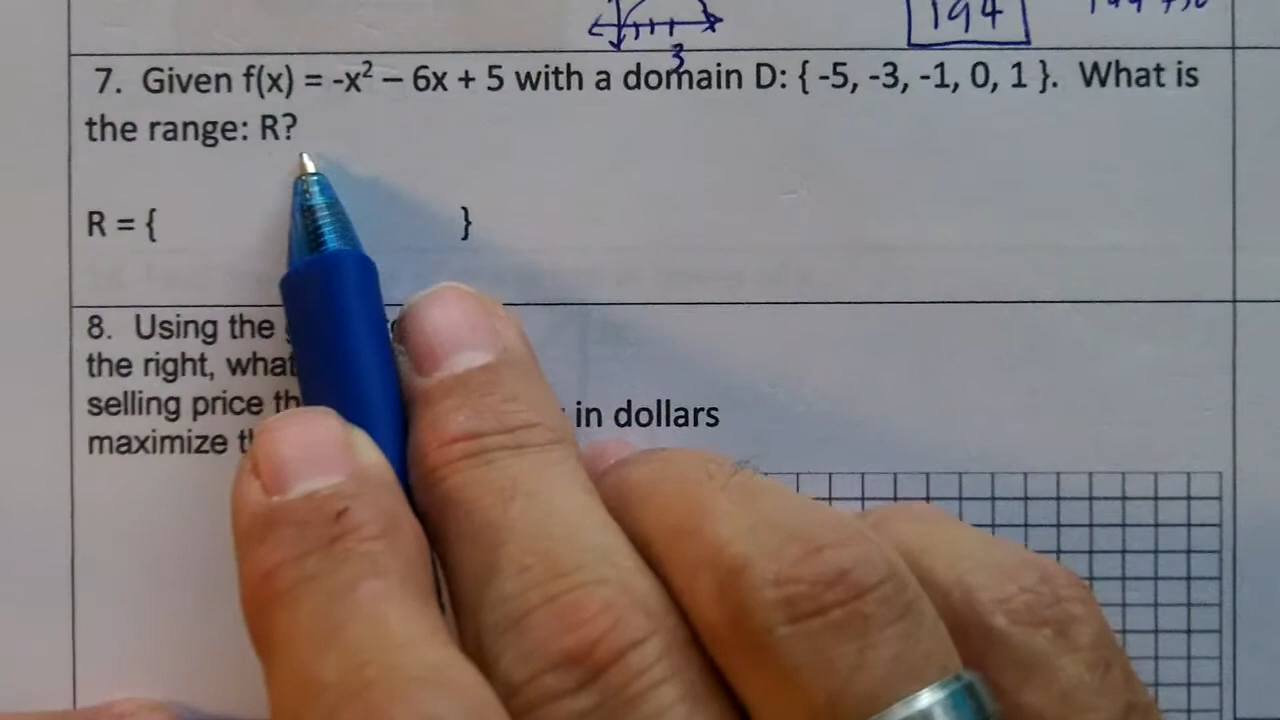 3
194
7. Given f(x) = -x² – 6x + 5 with a domain D: { -5, -3, -1, 0, 1 }. What is
the range: R?
R = { }
8. Using the
the right, what
selling price
in dollars
maximize